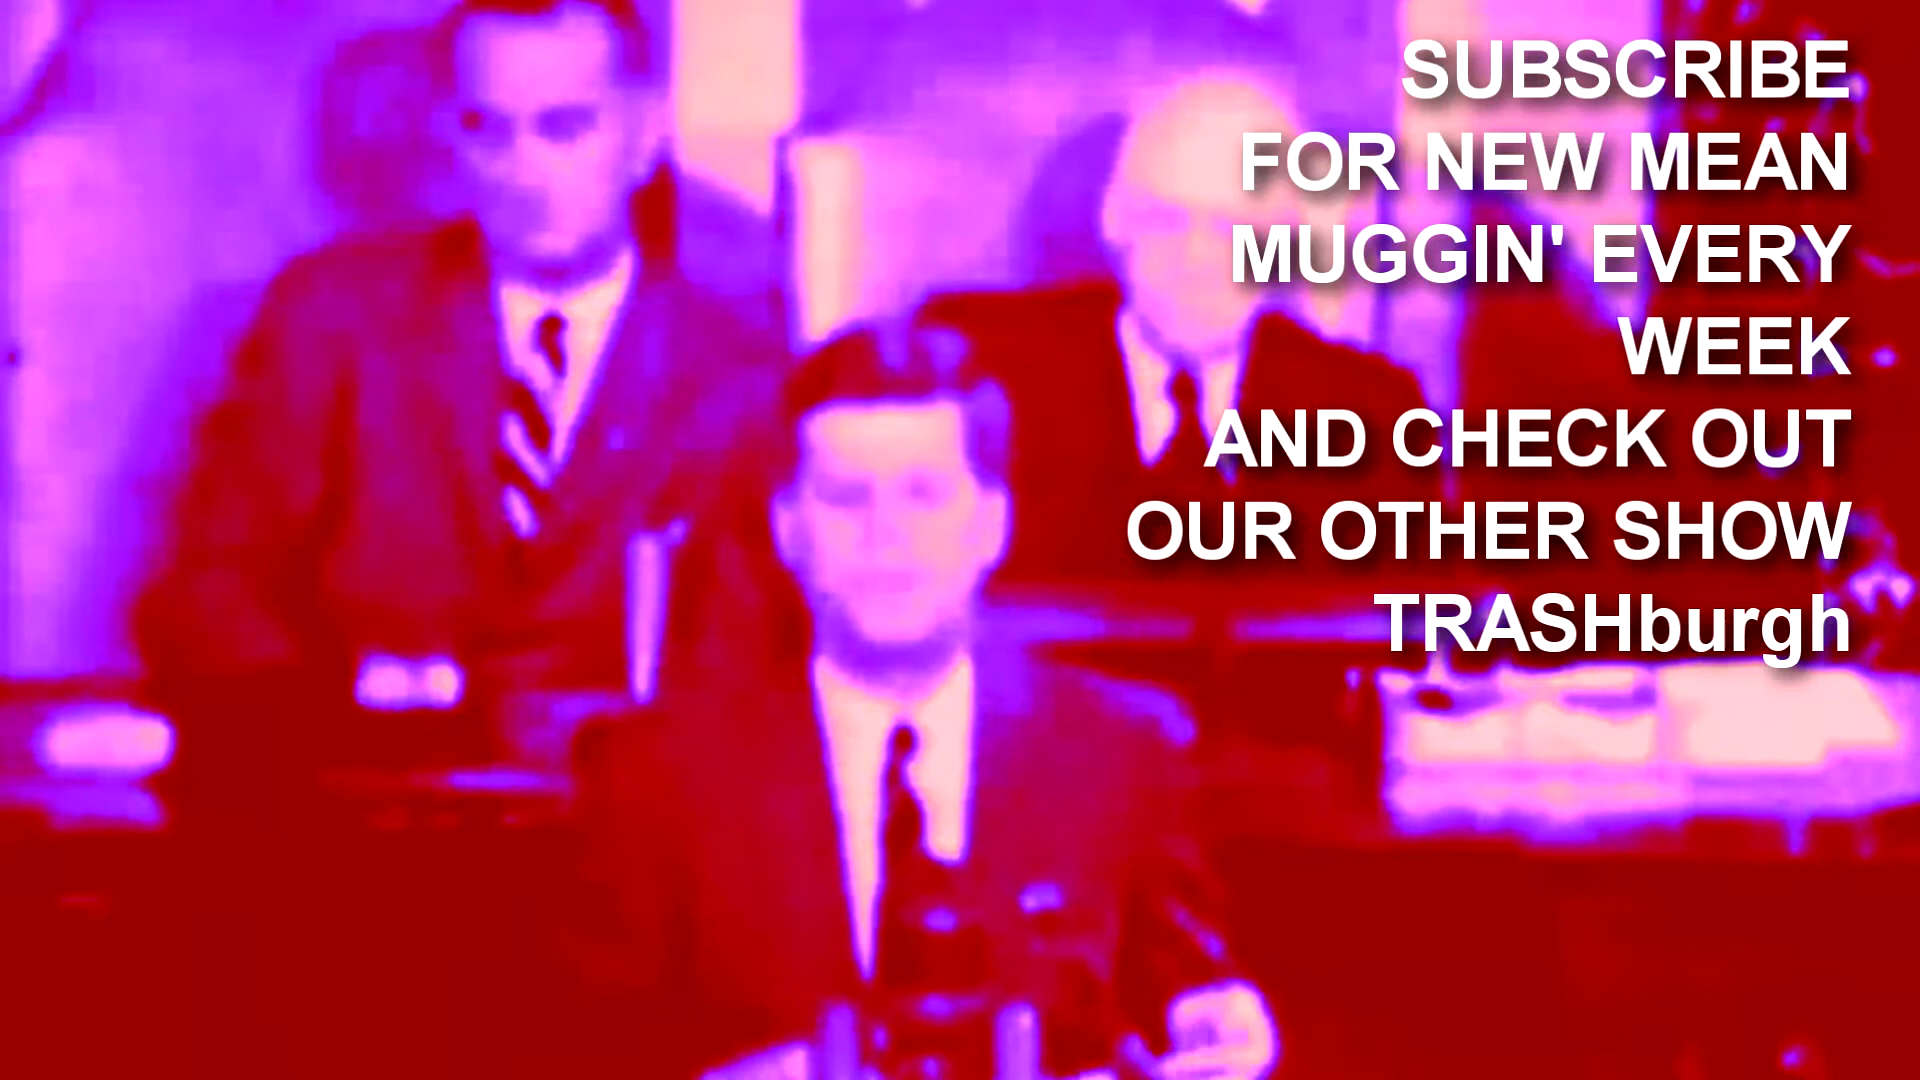 SUBSCRIBE
FOR NEW MEAN
MUGGIN' EVERY
WEEK
AND CHECK OUT
OUR OTHER SHOW
TRASHburgh